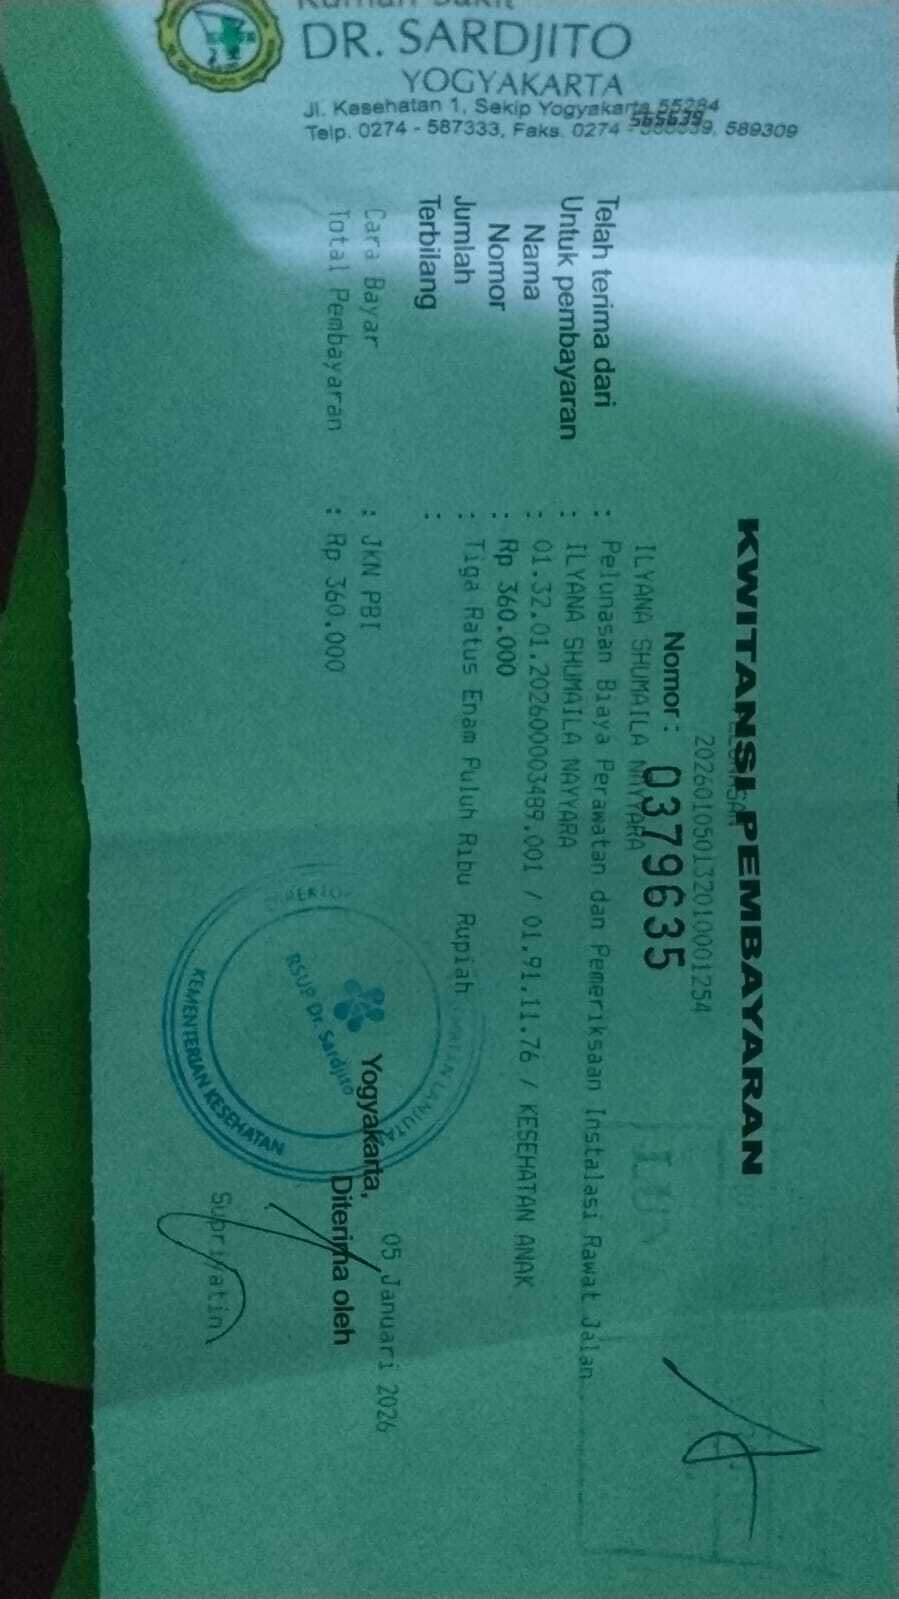 Rumah Sakit
DR. SARDJITO
YOGYAKARTA
Jl. Kesehatan 1, Sekip Yogyakarta 55284
Telp. 0274 - 587333, Faks. 0274 - 565639, 589309
KWITANSI PEMBAYARAN
202601050132010001254
Nomor : 0379635
ILYANA SHUMAILA NAYYARA
Telah terima dari : Pelunasan Biaya Perawatan dan Pemeriksaan Instalasi Rawat Jalan
Untuk pembayaran : ILYANA SHUMAILA NAYYARA
Nama : 01.32.01.20260003489.001 / 01.91.11.76 / KESEHATAN ANAK
Nomor : Rp 360.000
Jumlah : Tiga Ratus Enam Puluh Ribu Rupiah
Terbilang :
Cara Bayar : JKN PBI
Total Pembayaran : Rp 360.000
Yogyakarta, 05 Januari 2026
Diterima oleh
KEMENTERIAN KESEHATAN
RSUP Dr. Sardjito
Supriyatin